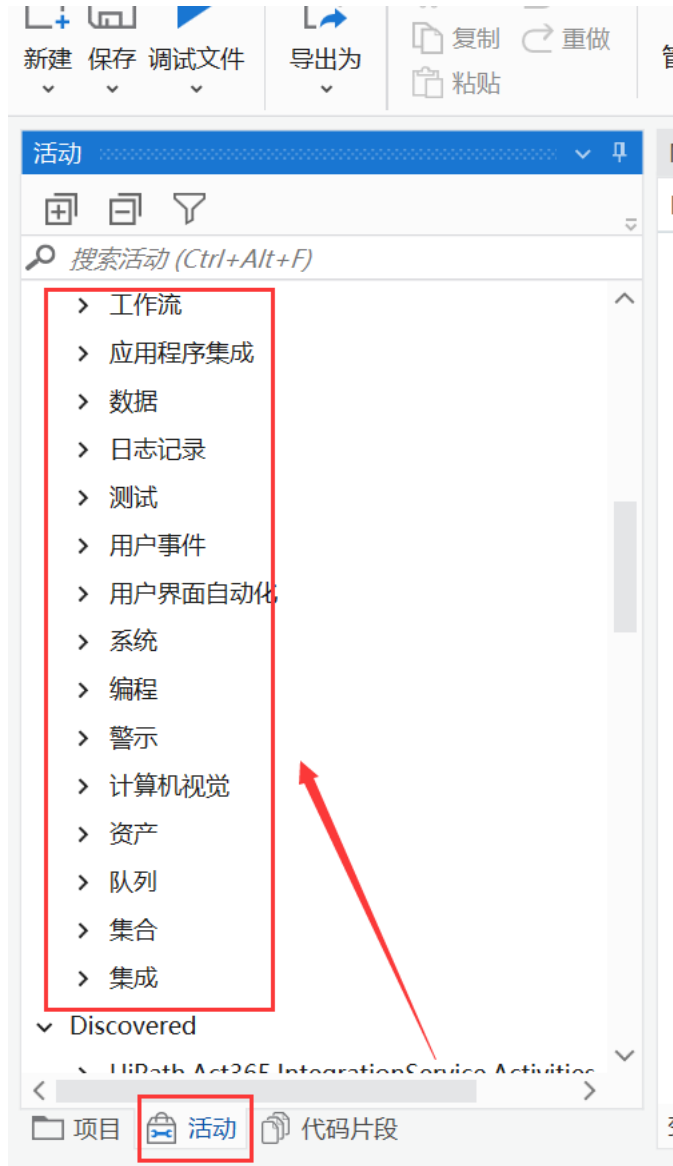 新建 保存 调试文件 导出为 复制 重做
粘贴
活动
搜索活动 (Ctrl+Alt+F)
工作流
应用程序集成
数据
日志记录
测试
用户事件
用户界面自动化
系统
编程
警示
计算机视觉
资产
队列
集合
集成
Discovered
UiPath.Act365.IntegrationService.Activities
项目 活动 代码片段